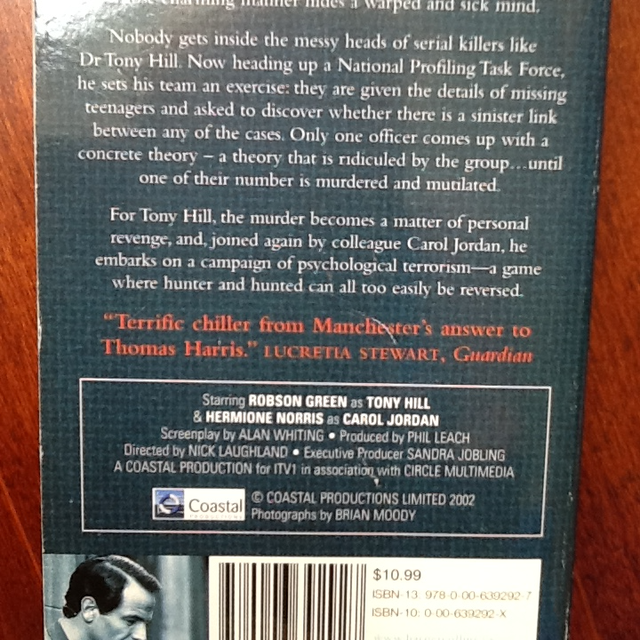 charming manner hides a warped and sick mind.
Nobody gets inside the messy heads of serial killers like
Dr Tony Hill. Now heading up a National Profiling Task Force,
he sets his team an exercise: they are given the details of missing
teenagers and asked to discover whether there is a sinister link
between any of the cases. Only one officer comes up with a
concrete theory – a theory that is ridiculed by the group...until
one of their number is murdered and mutilated.
For Tony Hill, the murder becomes a matter of personal
revenge, and, joined again by colleague Carol Jordan, he
embarks on a campaign of psychological terrorism—a game
where hunter and hunted can all too easily be reversed.
“Terrific chiller from Manchester’s answer to
Thomas Harris.” LUCRETIA STEWART, Guardian
Starring ROBSON GREEN as TONY HILL
& HERMIONE NORRIS as CAROL JORDAN
Screenplay by ALAN WHITING • Produced by PHIL LEACH
Directed by NICK LAUGHLAND • Executive Producer SANDRA JOBLING
A COASTAL PRODUCTION for ITV1 in association with CIRCLE MULTIMEDIA
Coastal
PRODUCTIONS
© COASTAL PRODUCTIONS LIMITED 2002
Photographs by BRIAN MOODY
$10.99
ISBN-13: 978-0-00-639292-7
ISBN-10: 0-00-639292-X